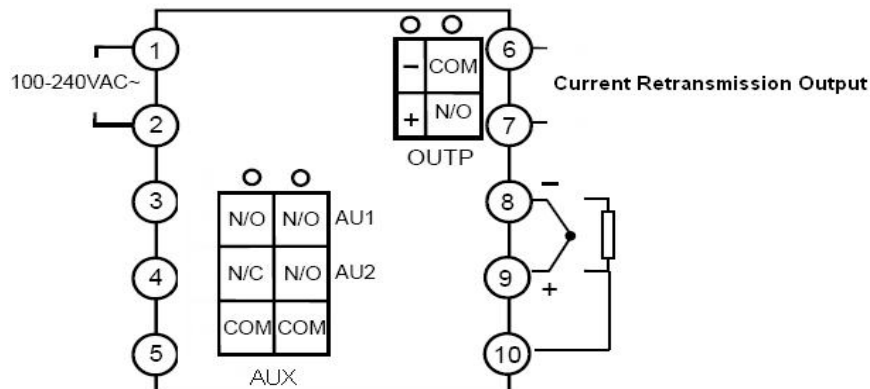 1
6
100-240VAC~
− COM
Current Retransmission Output
2
+ N/O
7
OUTP
3
N/O N/O AU1
−
8
4
N/C N/O AU2
9
+
COM COM
5
10
AUX